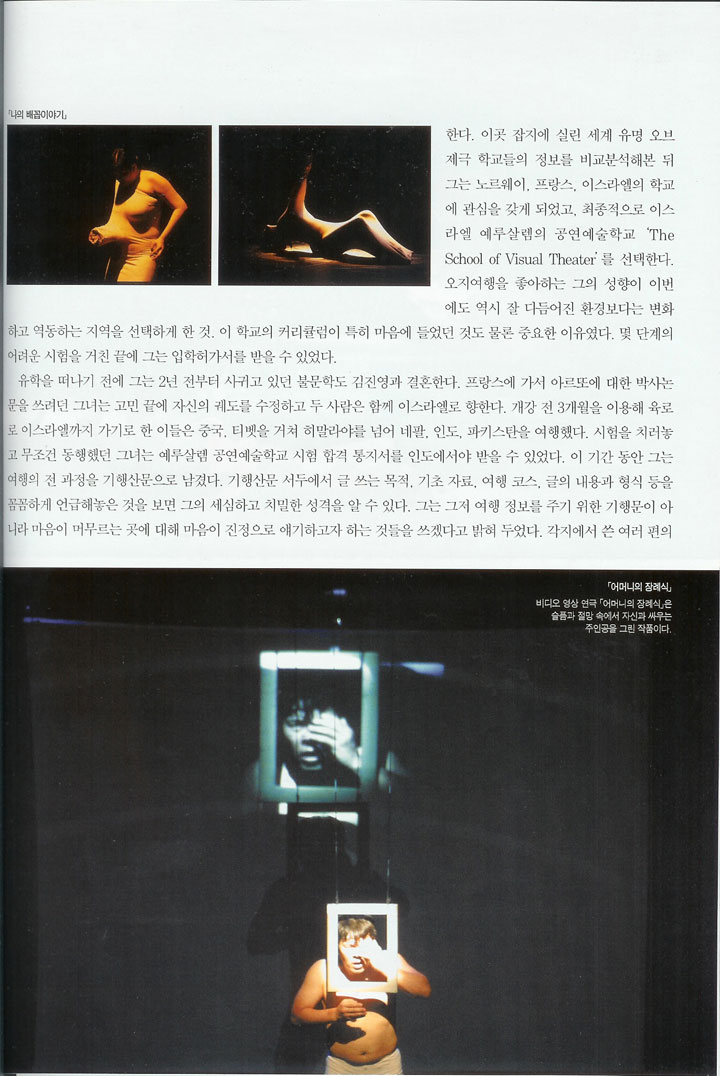 「나의 배꼽이야기」
한다. 이곳 잡지에 실린 세계 유명 오브
제극 학교들의 정보를 비교분석해본 뒤
그는 노르웨이, 프랑스, 이스라엘의 학교
에 관심을 갖게 되었고, 최종적으로 이스
라엘 예루살렘의 공연예술학교 ‘The
School of Visual Theater’를 선택한다.
오지여행을 좋아하는 그의 성향이 이번
에도 역시 잘 다듬어진 환경보다는 변화
하고 역동하는 지역을 선택하게 한 것. 이 학교의 커리큘럼이 특히 마음에 들었던 것도 물론 중요한 이유였다. 몇 단계의
어려운 시험을 거친 끝에 그는 입학허가서를 받을 수 있었다.
유학을 떠나기 전에 그는 2년 전부터 사귀고 있던 불문학도 김진영과 결혼한다. 프랑스에 가서 아르또에 대한 박사논
문을 쓰려던 그녀는 고민 끝에 자신의 궤도를 수정하고 두 사람은 함께 이스라엘로 향한다. 개강 전 3개월을 이용해 육로
로 이스라엘까지 가기로 한 이들은 중국, 티벳을 거쳐 히말라야를 넘어 네팔, 인도, 파키스탄을 여행했다. 시험을 치러놓
고 무조건 동행했던 그녀는 예루살렘 공연예술학교 시험 합격 통지서를 인도에서야 받을 수 있었다. 이 기간 동안 그는
여행의 전 과정을 기행산문으로 남겼다. 기행산문 서두에서 글 쓰는 목적, 기초 자료, 여행 코스, 글의 내용과 형식 등을
꼼꼼하게 언급해놓은 것을 보면 그의 세심하고 치밀한 성격을 알 수 있다. 그는 그저 여행 정보를 주기 위한 기행문이 아
니라 마음이 머무르는 곳에 대해 마음이 진정으로 얘기하고자 하는 것들을 쓰겠다고 밝혀 두었다. 각지에서 쓴 여러 편의
「어머니의 장례식」
비디오 영상 연극 「어머니의 장례식」은
슬픔과 절망 속에서 자신과 싸우는
주인공을 그린 작품이다.